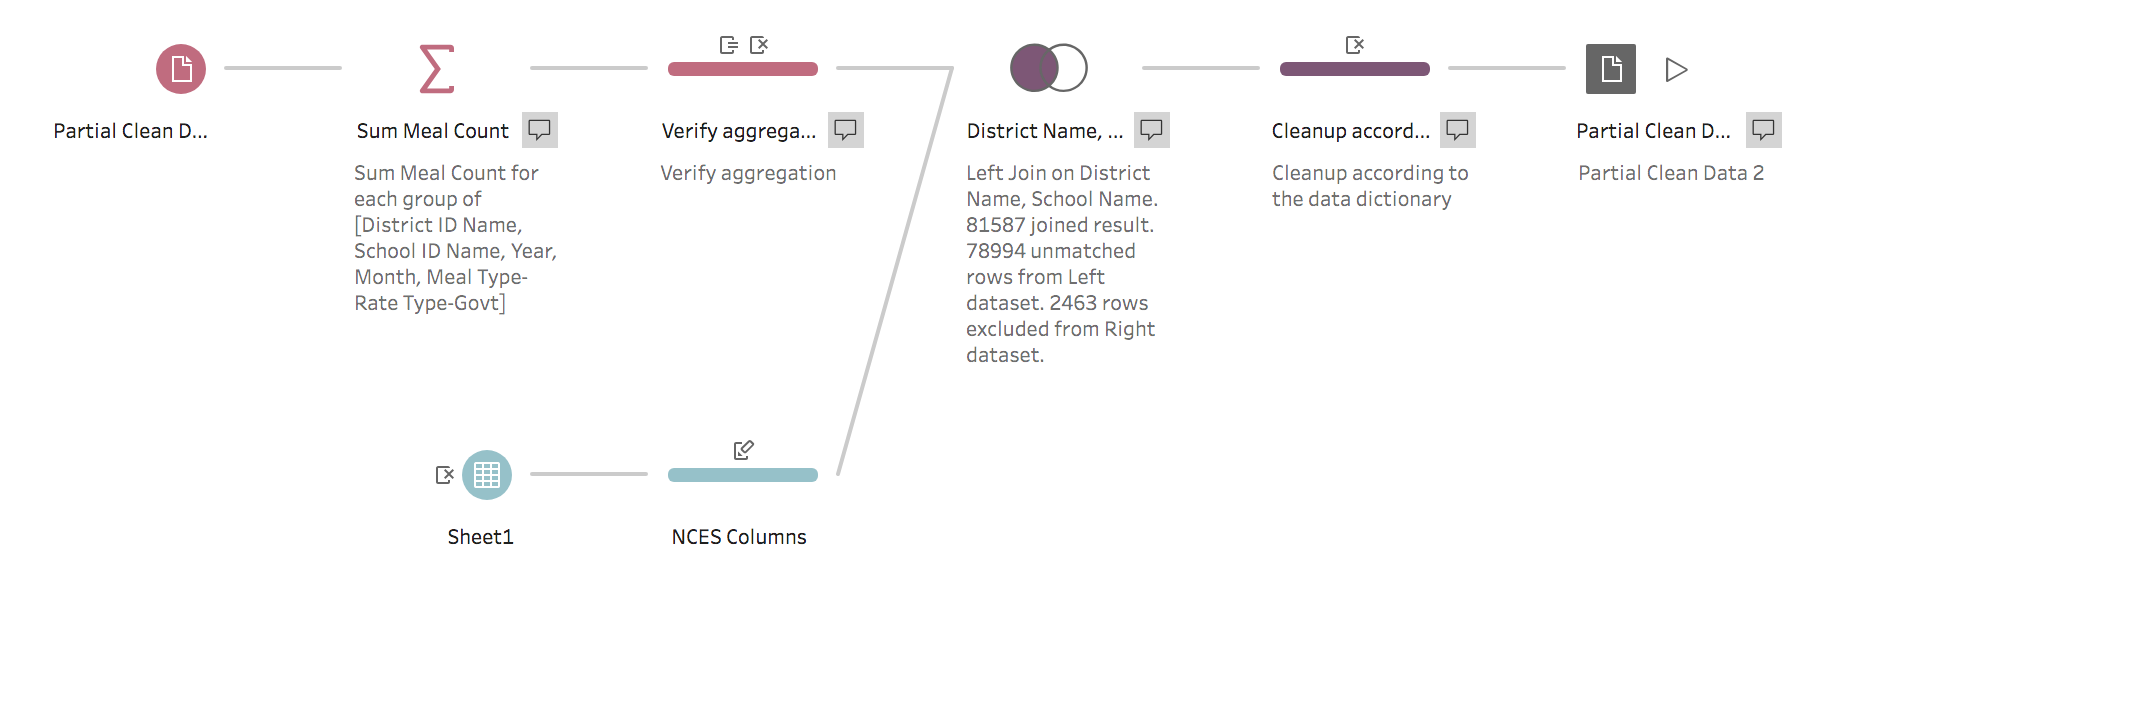 Partial Clean D...
Sum Meal Count
Sum Meal Count for
each group of
[District ID Name,
School ID Name, Year,
Month, Meal Type-
Rate Type-Govt]
Verify aggrega...
Verify aggregation
District Name, ...
Left Join on District
Name, School Name.
81587 joined result.
78994 unmatched
rows from Left
dataset. 2463 rows
excluded from Right
dataset.
Cleanup accord...
Cleanup according to
the data dictionary
Partial Clean D...
Partial Clean Data 2
Sheet1
NCES Columns